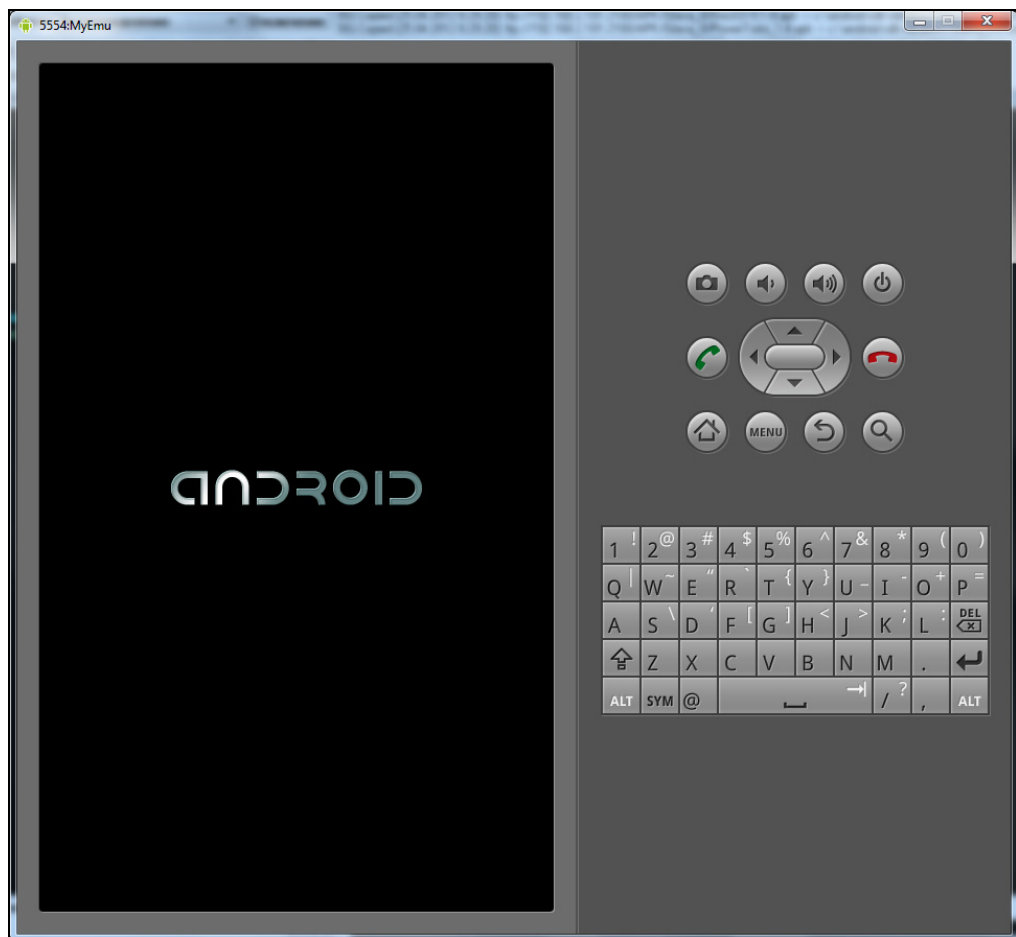 5554:MyEmu
ANDROID
MENU
1 ! 2 @ 3 # 4 $ 5 % 6 ^ 7 & 8 * 9 ( 0 )
Q | W ~ E " R ` T { Y } U _ I - O + P =
A S \ D ' F [ G ] H < J > K ; L : DEL
Z X C V B N M .
ALT SYM @ / ? , ALT